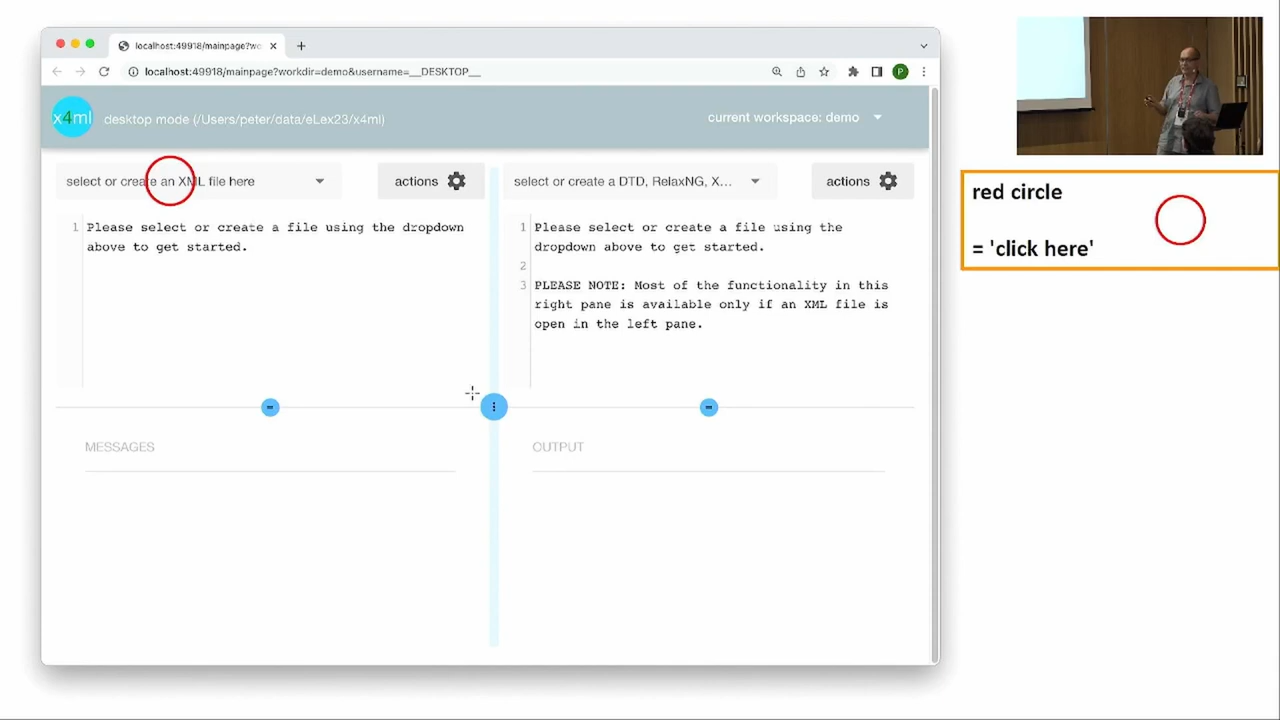 localhost:49918/mainpage?wo
localhost:49918/mainpage?workdir=demo&username=__DESKTOP__
P
x4ml
desktop mode (/Users/peter/data/eLex23/x4ml)
current workspace: demo
select or create an XML file here
actions
select or create a DTD, RelaxNG, X...
actions
1 Please select or create a file using the dropdown
above to get started.
1 Please select or create a file using the
dropdown above to get started.
2
3 PLEASE NOTE: Most of the functionality in this
right pane is available only if an XML file is
open in the left pane.
MESSAGES
OUTPUT
red circle
= 'click here'